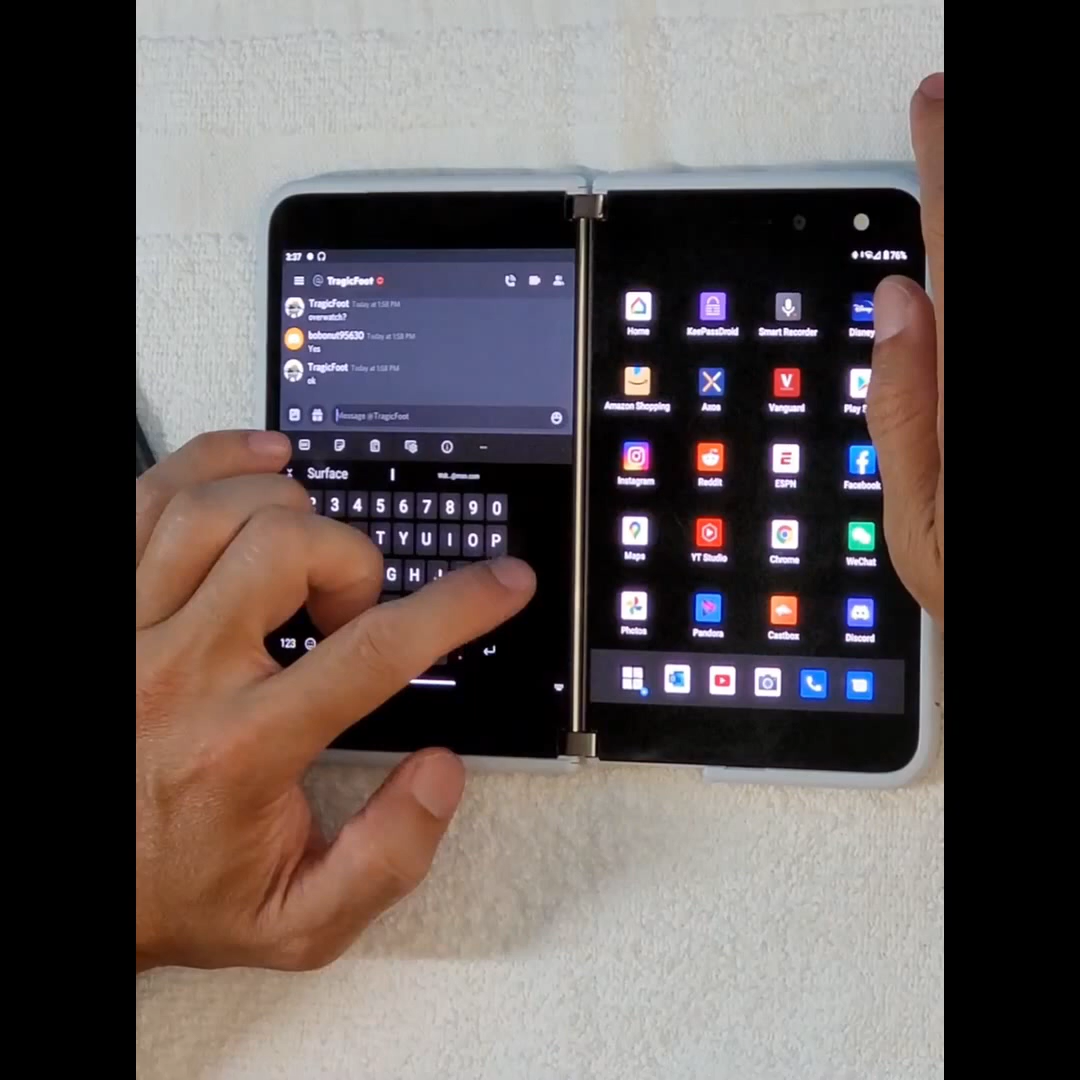 3:37
76%
TragicFoot
TragicFoot Today at 1:58 PM
overwatch?
bobonut95630 Today at 1:58 PM
Yes
TragicFoot Today at 1:58 PM
ok
Message @TragicFoot
Surface I
3 4 5 6 7 8 9 0
T Y U I O P
G H J
123
Home KeePassDroid Smart Recorder Disney
Amazon Shopping Axos Vanguard Play
Instagram Reddit ESPN Facebook
Maps YT Studio Chrome WeChat
Photos Pandora Castbox Discord